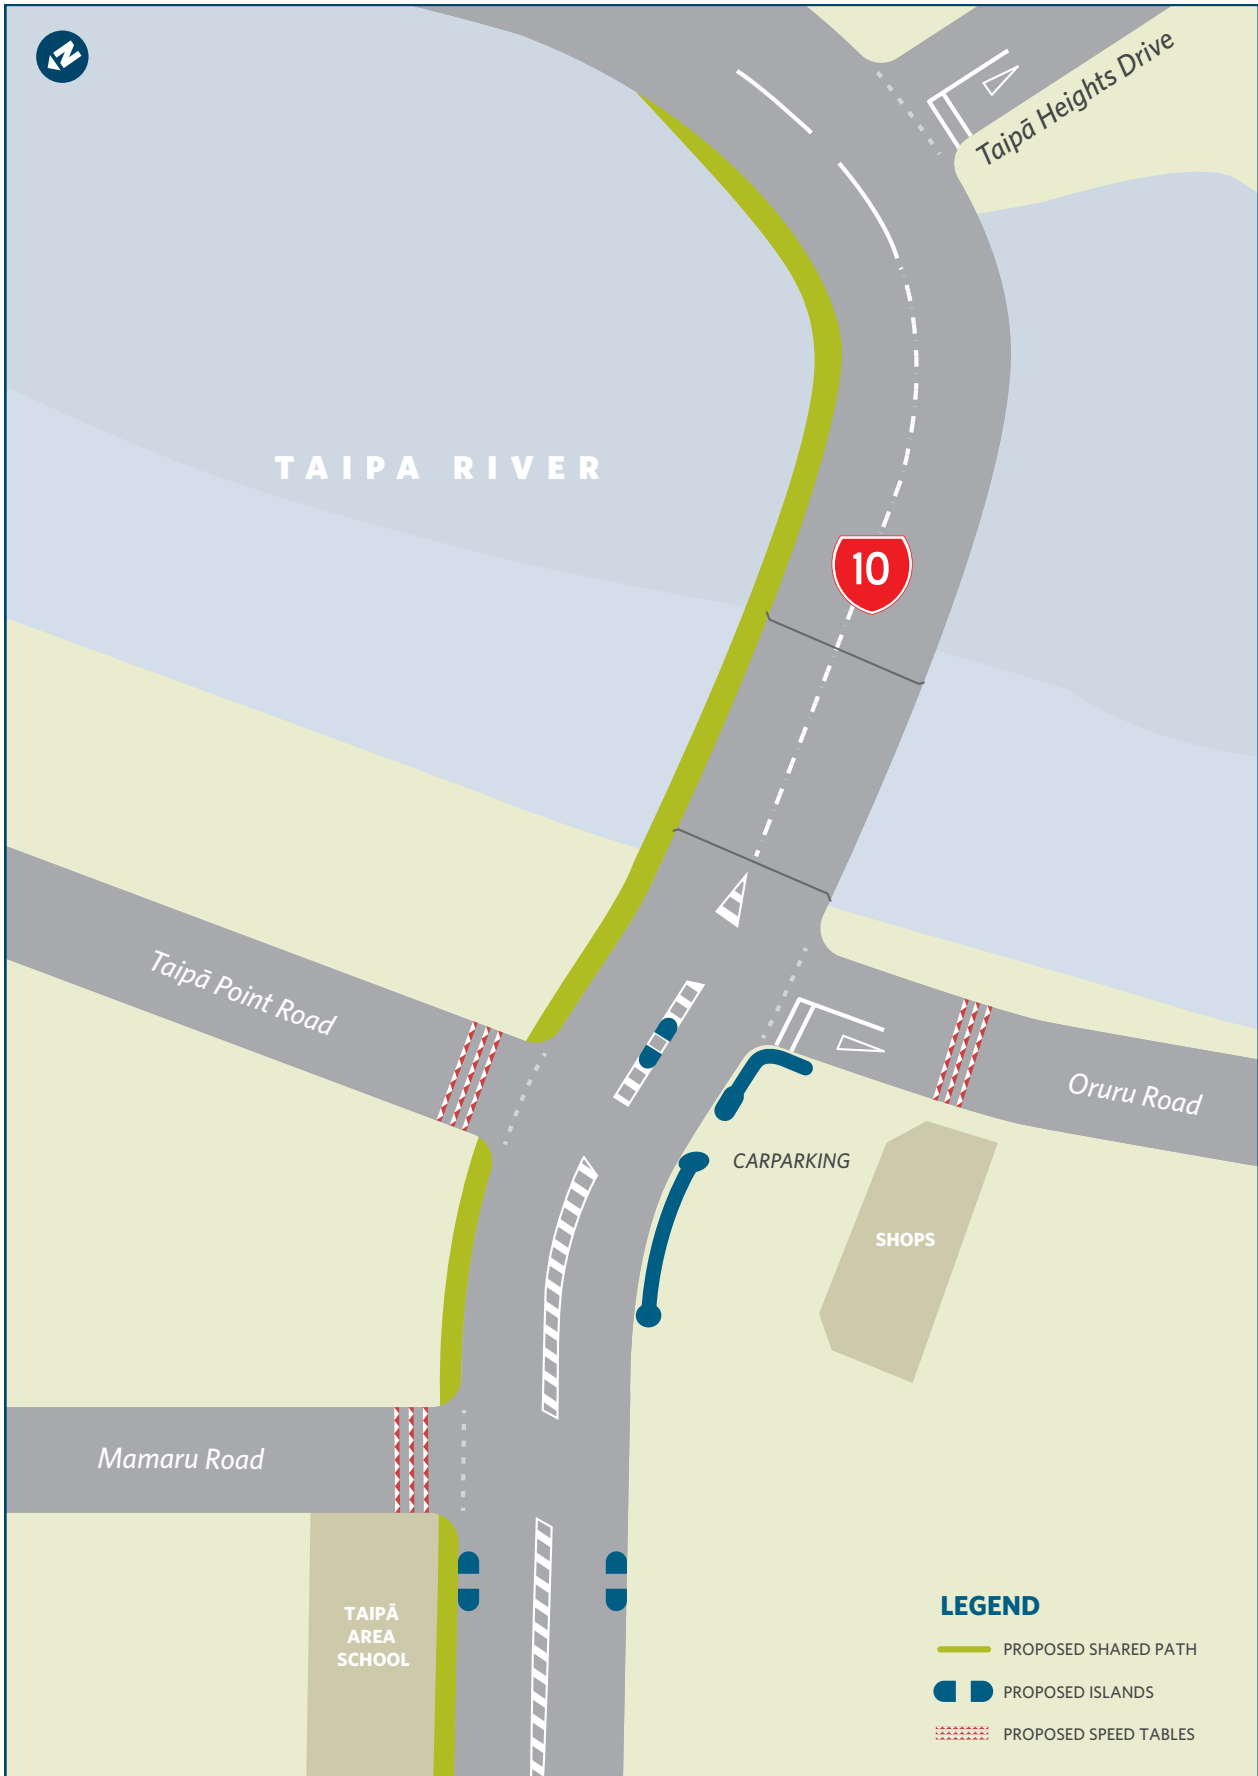 N
Taipā Heights Drive
TAIPA RIVER
10
Taipā Point Road
Oruru Road
CARPARKING
SHOPS
Mamaru Road
TAIPĀ
AREA
SCHOOL
LEGEND
PROPOSED SHARED PATH
PROPOSED ISLANDS
PROPOSED SPEED TABLES